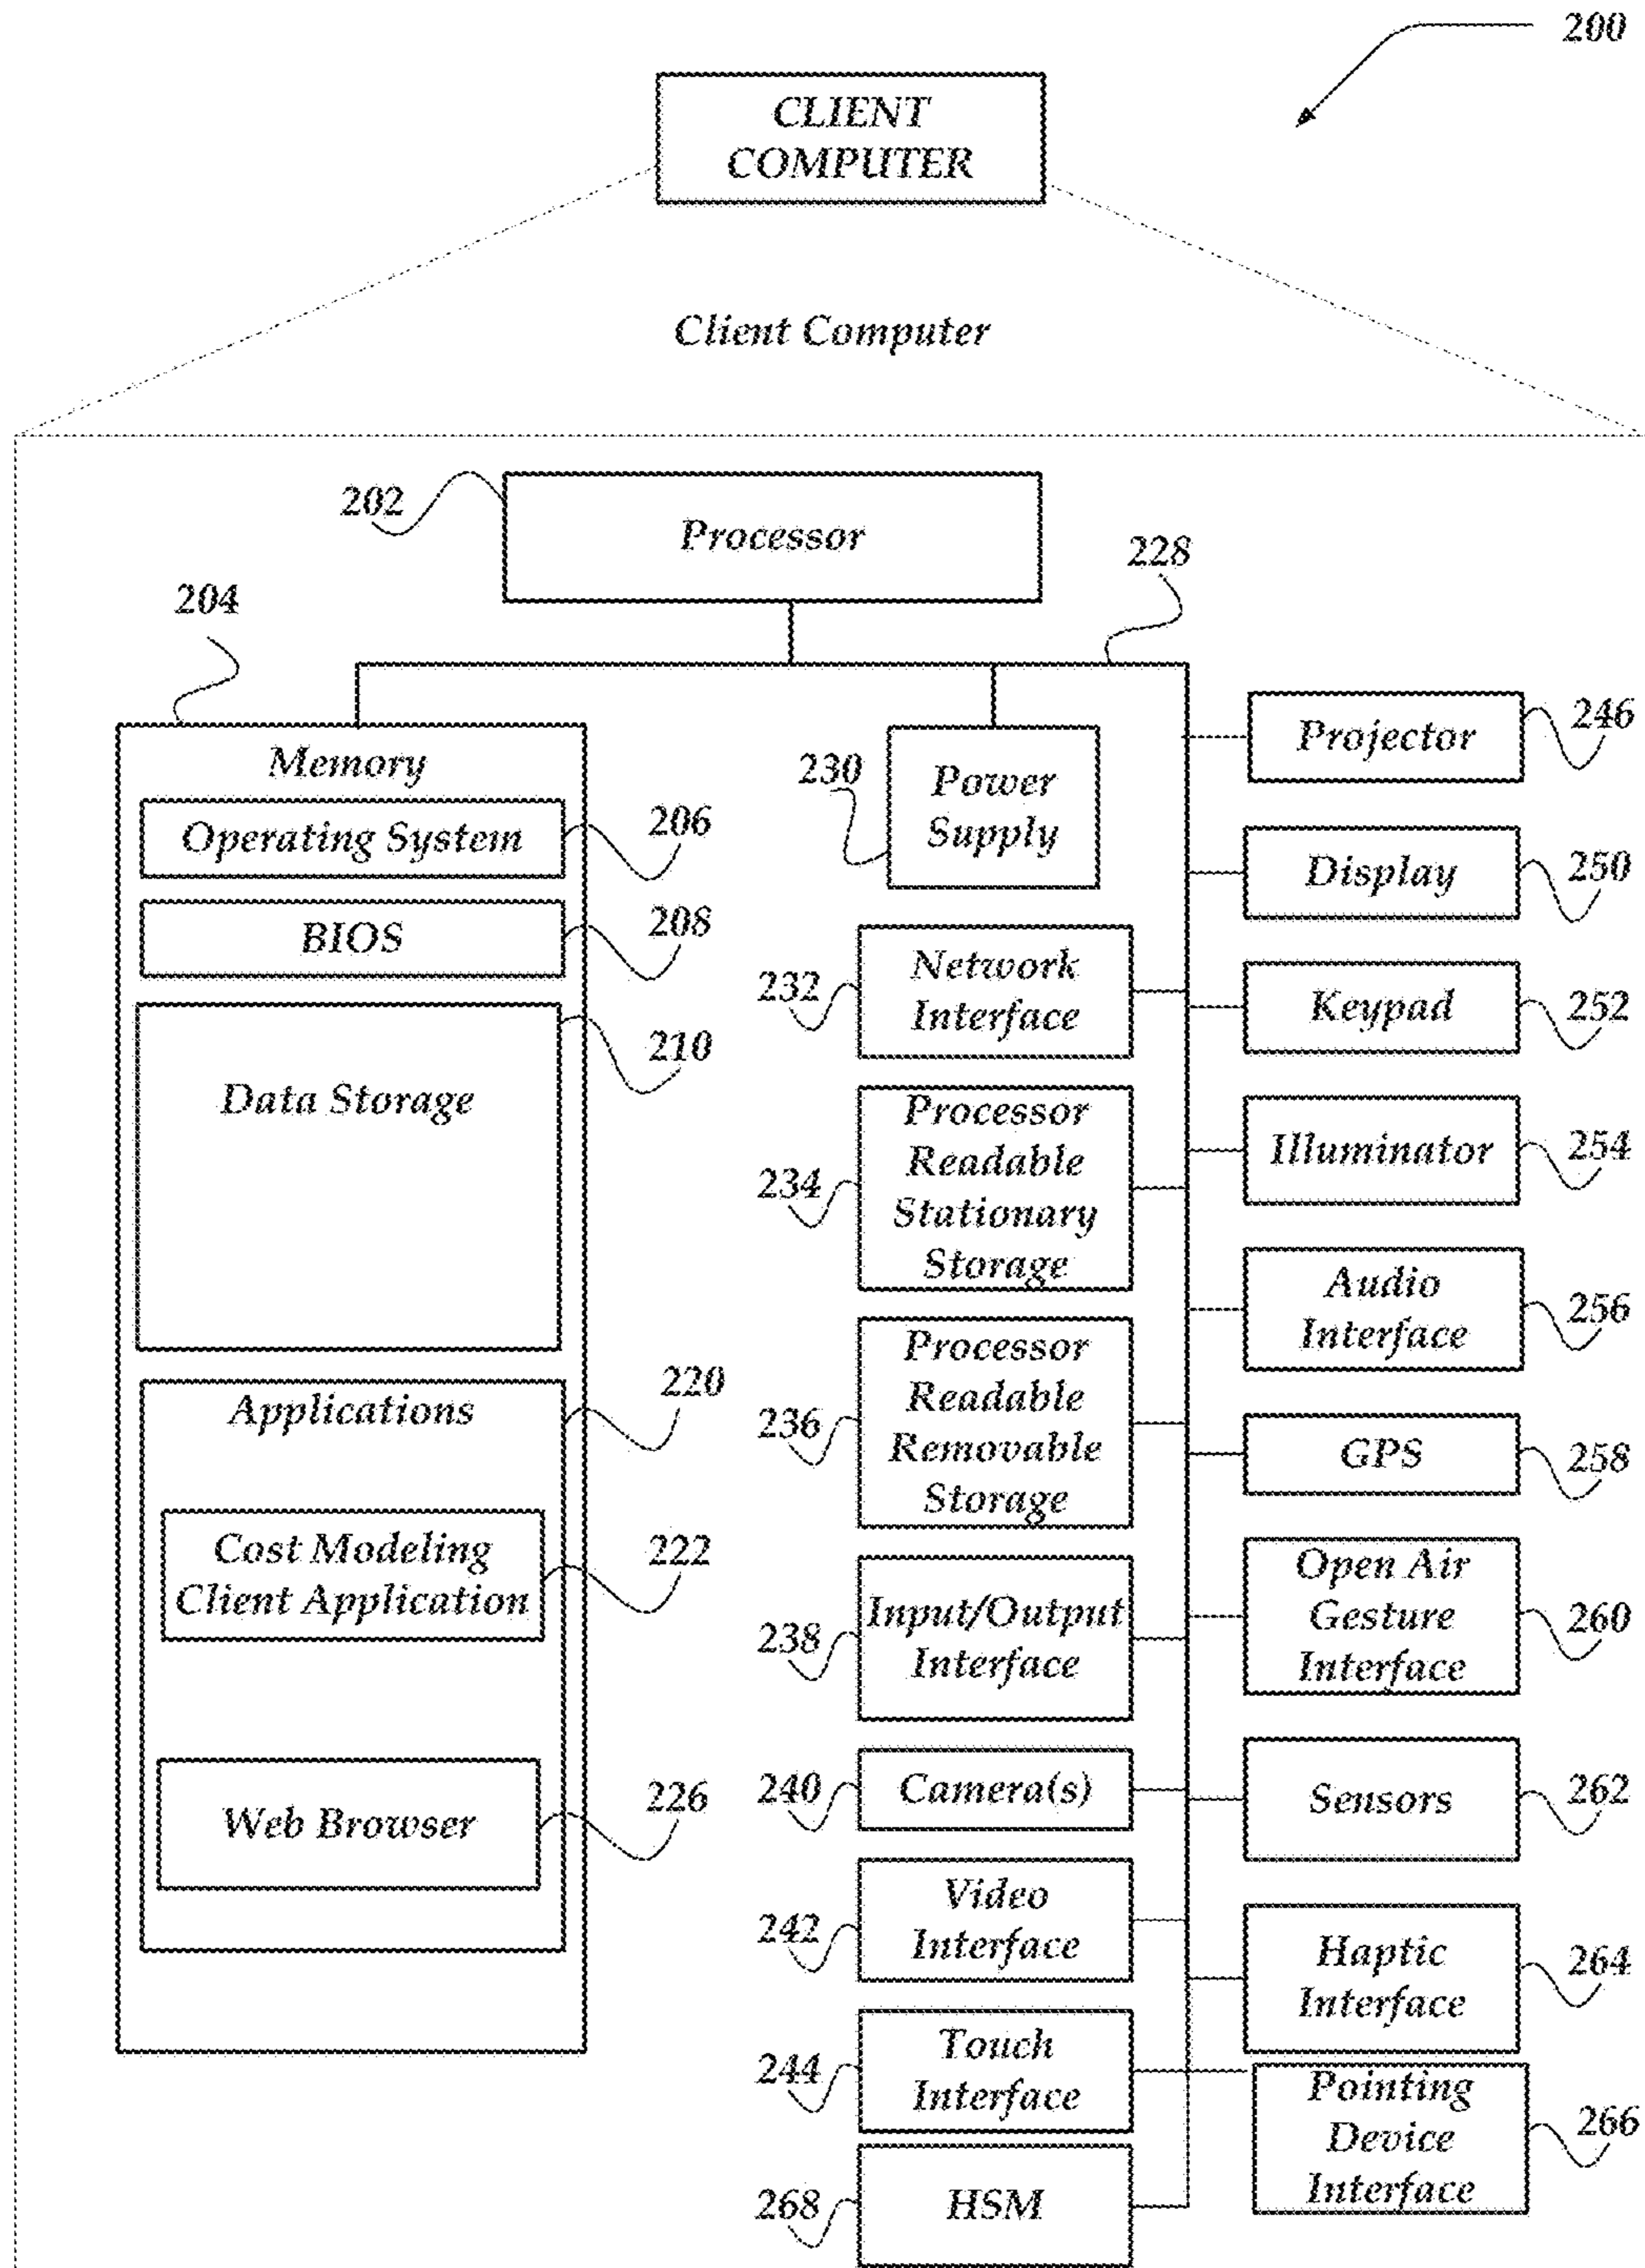 200
CLIENT
COMPUTER
Client Computer
202
Processor
228
204
Memory
Operating System
206
BIOS
208
Data Storage
210
Applications
220
Cost Modeling
Client Application
222
Web Browser
226
230
Power
Supply
232
Network
Interface
234
Processor
Readable
Stationary
Storage
236
Processor
Readable
Removable
Storage
238
Input/Output
Interface
240
Camera(s)
242
Video
Interface
244
Touch
Interface
268
HSM
Projector
246
Display
250
Keypad
252
Illuminator
254
Audio
Interface
256
GPS
258
Open Air
Gesture
Interface
260
Sensors
262
Haptic
Interface
264
Pointing
Device
Interface
266